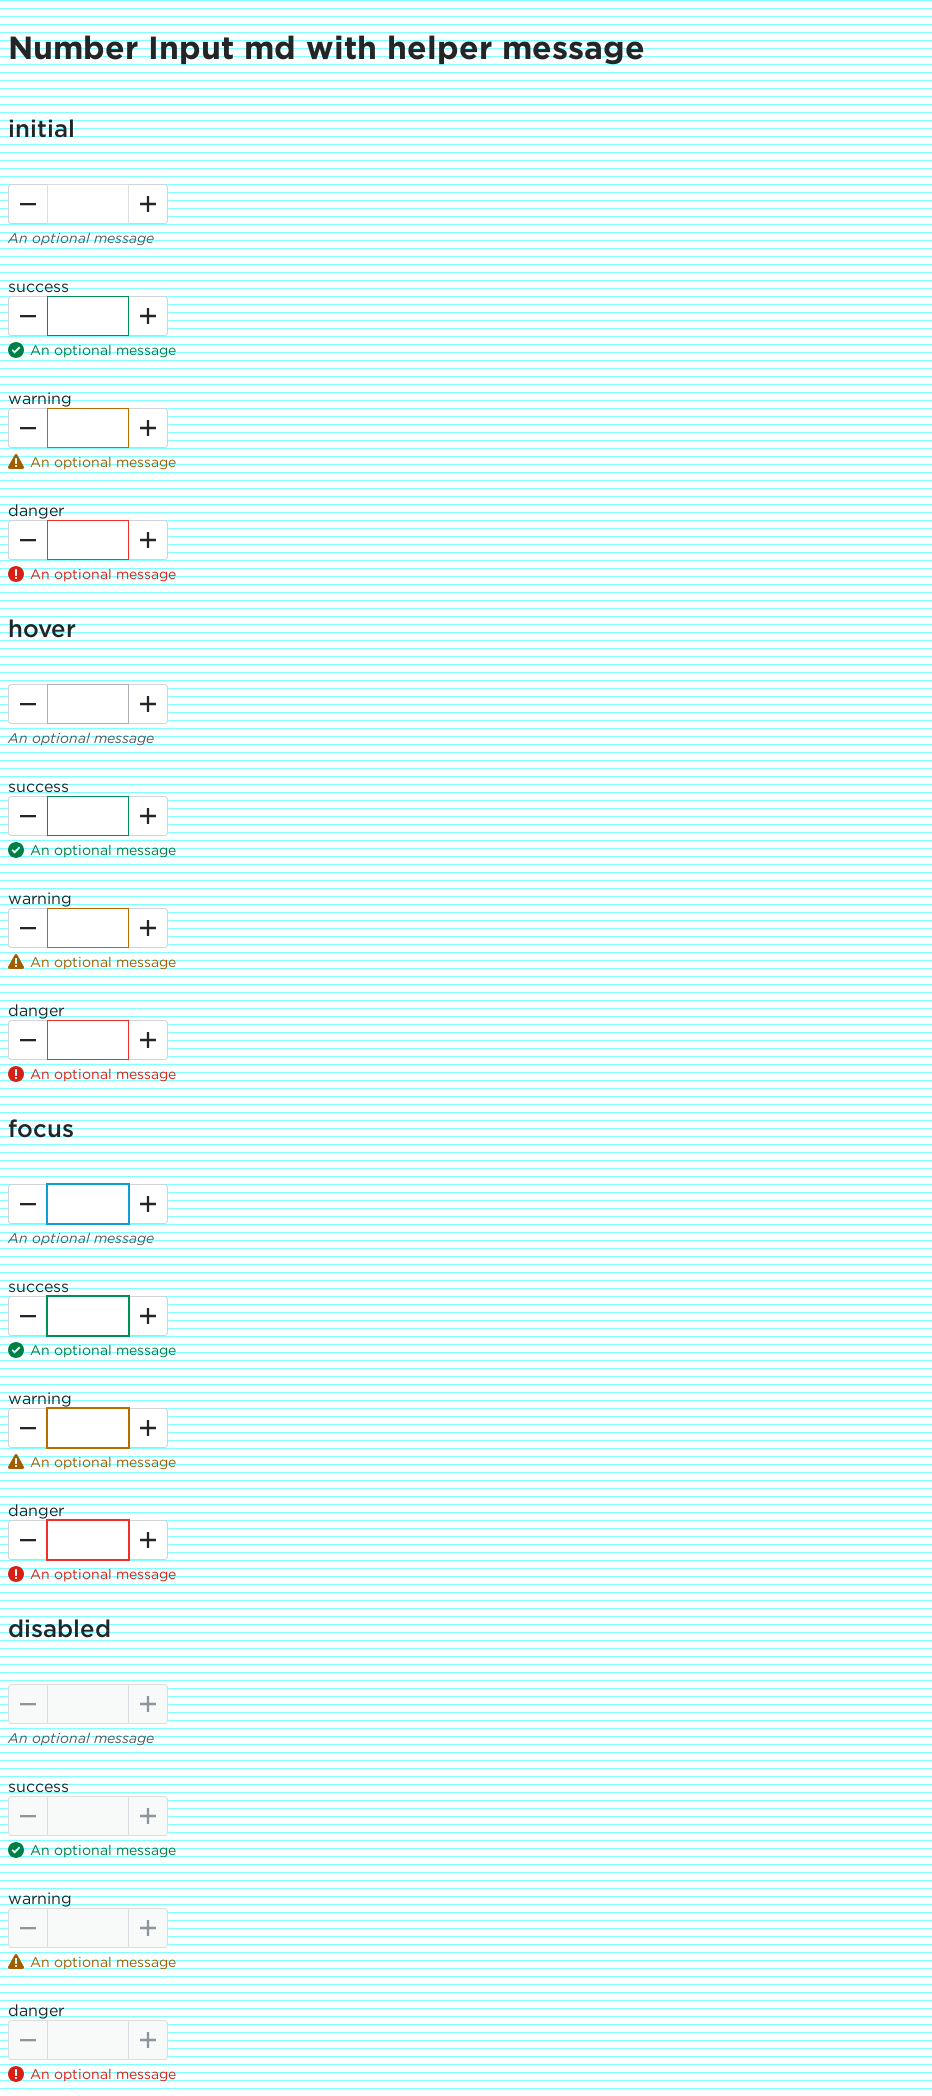 Number Input md with helper message
initial
An optional message
success
An optional message
warning
An optional message
danger
An optional message
hover
An optional message
success
An optional message
warning
An optional message
danger
An optional message
focus
An optional message
success
An optional message
warning
An optional message
danger
An optional message
disabled
An optional message
success
An optional message
warning
An optional message
danger
An optional message